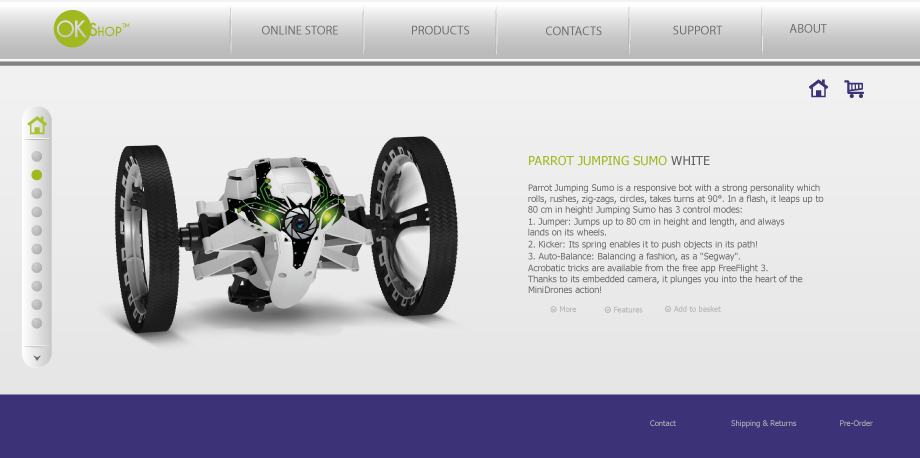 OK SHOP™
ONLINE STORE
PRODUCTS
CONTACTS
SUPPORT
ABOUT
PARROT JUMPING SUMO WHITE
Parrot Jumping Sumo is a responsive bot with a strong personality which
rolls, rushes, zig-zags, circles, takes turns at 90°. In a flash, it leaps up to
80 cm in height! Jumping Sumo has 3 control modes:
1. Jumper: Jumps up to 80 cm in height and length, and always
lands on its wheels.
2. Kicker: Its spring enables it to push objects in its path!
3. Auto-Balance: Balancing a fashion, as a "Segway".
Acrobatic tricks are available from the free app FreeFlight 3.
Thanks to its embedded camera, it plunges you into the heart of the
MiniDrones action!
More
Features
Add to basket
Contact
Shipping & Returns
Pre-Order